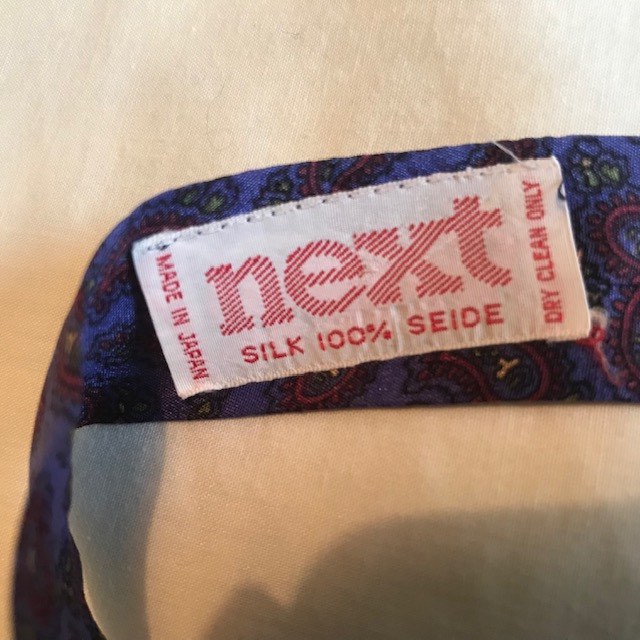 MADE IN JAPAN
next
SILK 100% SEIDE
DRY CLEAN ONLY